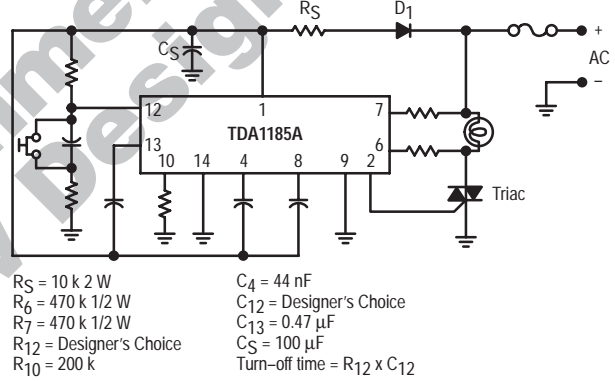 RS
D1
+
AC
–
CS
12
1
7
TDA1185A
13
6
10
14
4
8
9
2
Triac
RS = 10 k 2 W
R6 = 470 k 1/2 W
R7 = 470 k 1/2 W
R12 = Designer's Choice
R10 = 200 k
C4 = 44 nF
C12 = Designer's Choice
C13 = 0.47 µF
CS = 100 µF
Turn–off time = R12 x C12